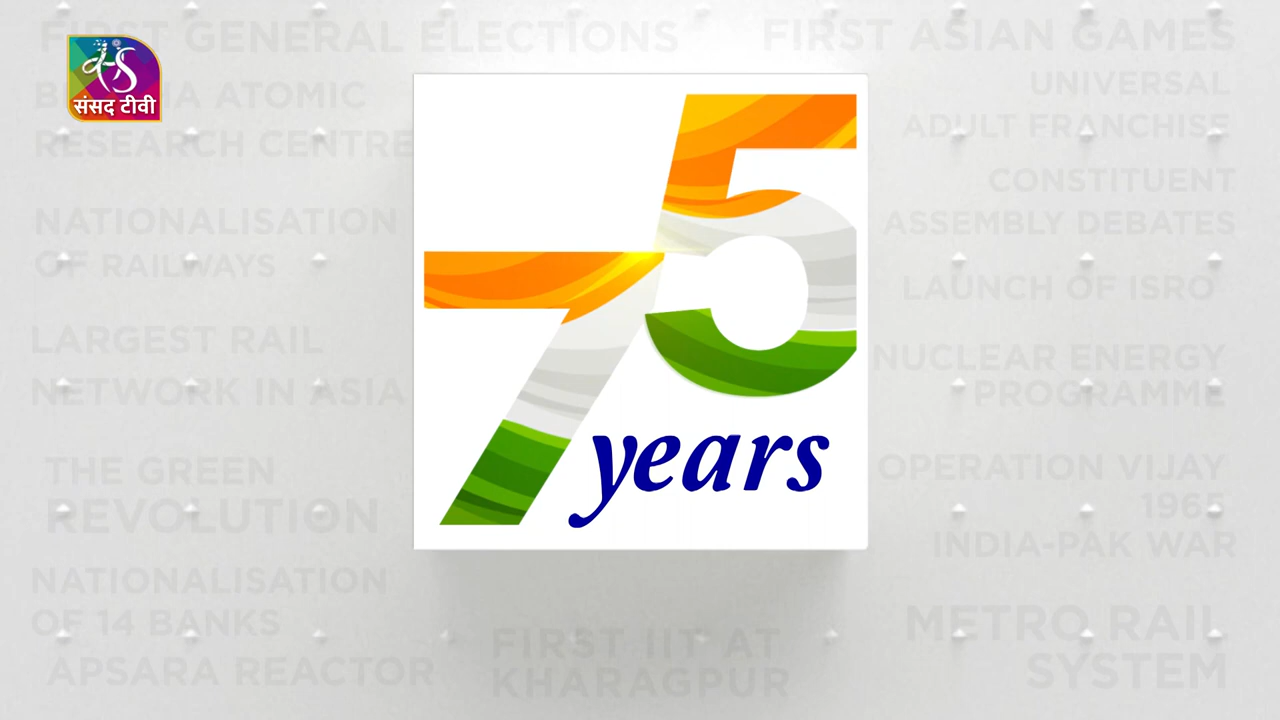 FIRST GENERAL ELECTIONS
FIRST ASIAN GAMES
संसद टीवी
ATOMIC
RESEARCH CENTRE
NATIONALISATION
OF RAILWAYS
LARGEST RAIL
NETWORK IN ASIA
THE GREEN
REVOLUTION
NATIONALISATION
OF 14 BANKS
APSARA REACTOR
75
years
FIRST IIT AT
KHARAGPUR
UNIVERSAL
ADULT FRANCHISE
CONSTITUENT
ASSEMBLY DEBATES
LAUNCH OF ISRO
NUCLEAR ENERGY
PROGRAMME
OPERATION VIJAY
1965
INDIA-PAK WAR
METRO RAIL
SYSTEM